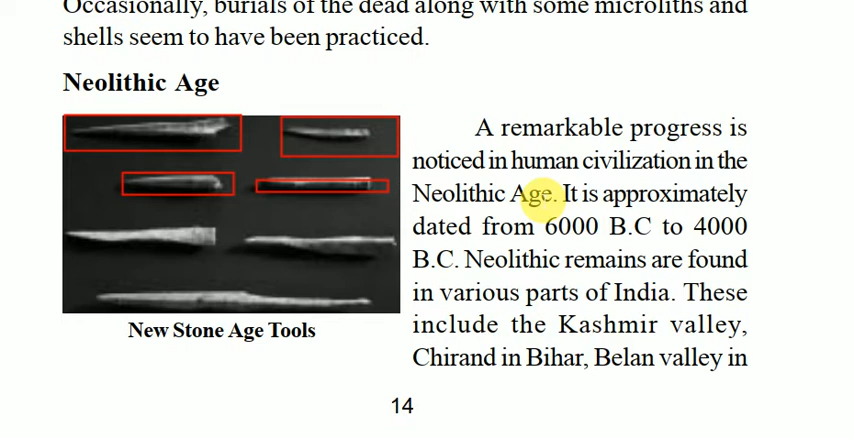 Occasionally, burials of the dead along with some microliths and
shells seem to have been practiced.
Neolithic Age
A remarkable progress is
noticed in human civilization in the
Neolithic Age. It is approximately
dated from 6000 B.C to 4000
B.C. Neolithic remains are found
in various parts of India. These
include the Kashmir valley,
Chirand in Bihar, Belan valley in
New Stone Age Tools
14